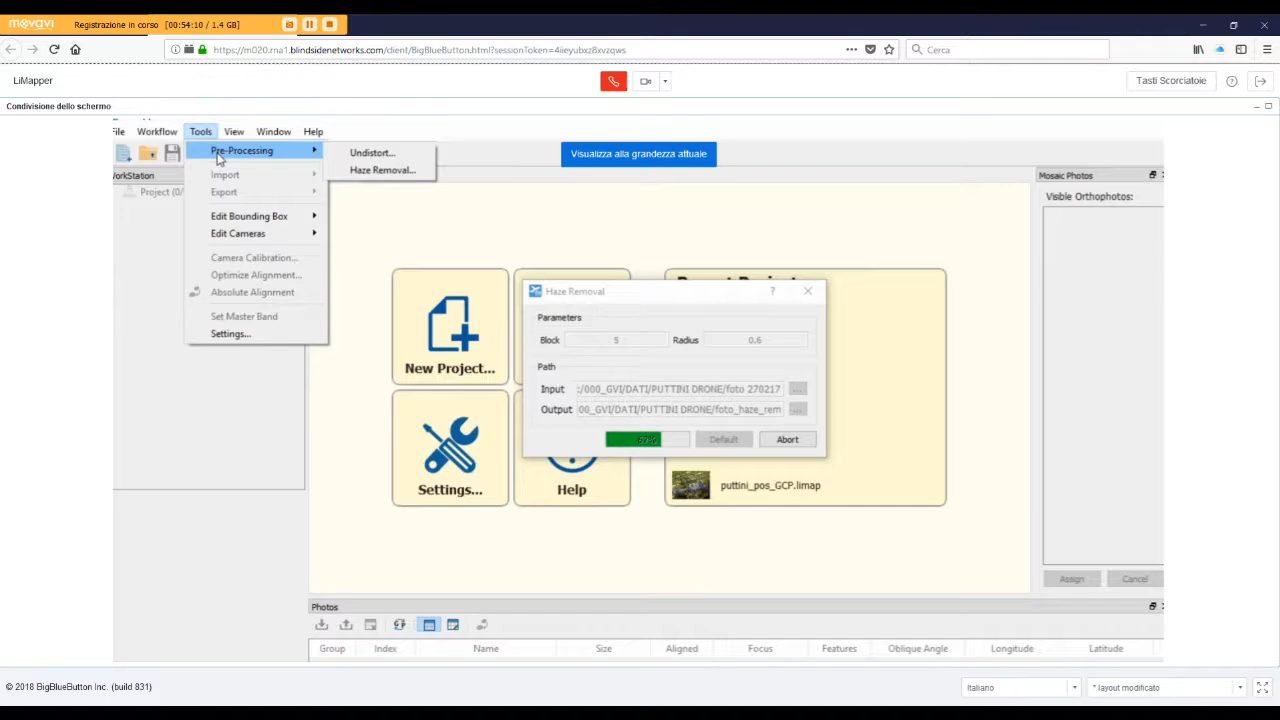 movavi Registrazione in corso [00:54:10 / 1.4 GB]
https://m020.rna1.blindsidenetworks.com/client/BigBlueButton.html?sessionToken=4ieyubxz8xvzqws
Cerca
LiMapper
Tasti Scorciatoie
Condivisione dello schermo
File Workflow Tools View Window Help
Pre-Processing
Undistort...
Haze Removal...
Visualizza alla grandezza attuale
Import
Export
Edit Bounding Box
Edit Cameras
Camera Calibration...
Optimize Alignment...
Absolute Alignment
Set Master Band
Settings...
WorkStation
Project (0/
Mosaic Photos
Visible Orthophotos:
New Project...
Settings...
Help
Haze Removal
Parameters
Block 5 Radius 0.6
Path
Input :/000_GVI/DATI/PUTTINI DRONE/foto 270217 ...
Output 00_GVI/DATI/PUTTINI DRONE/foto_haze_rem ...
67% Default Abort
puttini_pos_GCP.limap
Assign Cancel
Photos
Group Index Name Size Aligned Focus Features Oblique Angle Longitude Latitude
© 2018 BigBlueButton Inc. (build 831)
Italiano
* layout modificato